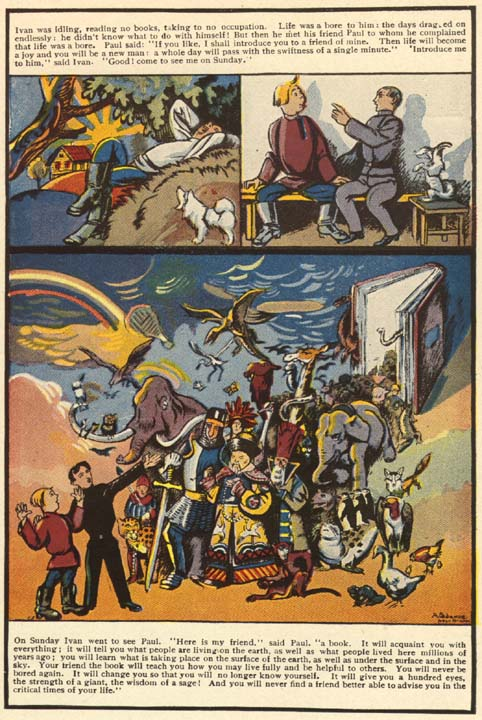 Ivan was idling, reading no books, taking to no occupation. Life was a bore to him: the days drag.ed on
endlessly: he didn't know what to do with himself! But then he met his friend Paul to whom he complained
that life was a bore. Paul said: "If you like, I shall introduce you to a friend of mine. Then life will become
a joy and you will be a new man: a whole day will pass with the swiftness of a single minute." "Introduce me
to him," said Ivan. "Good! come to see me on Sunday."
On Sunday Ivan went to see Paul. "Here is my friend," said Paul, "a book. It will acquaint you with
everything; it will tell you what people are living on the earth, as well as what people lived here millions of
years ago; you will learn what is taking place on the surface of the earth, as well as under the surface and in the
sky. Your friend the book will teach you how you may live fully and be helpful to others. You will never be
bored again. It will change you so that you will no longer know yourself. It will give you a hundred eyes,
the strength of a giant, the wisdom of a sage! And you will never find a friend better able to advise you in the
critical times of your life."